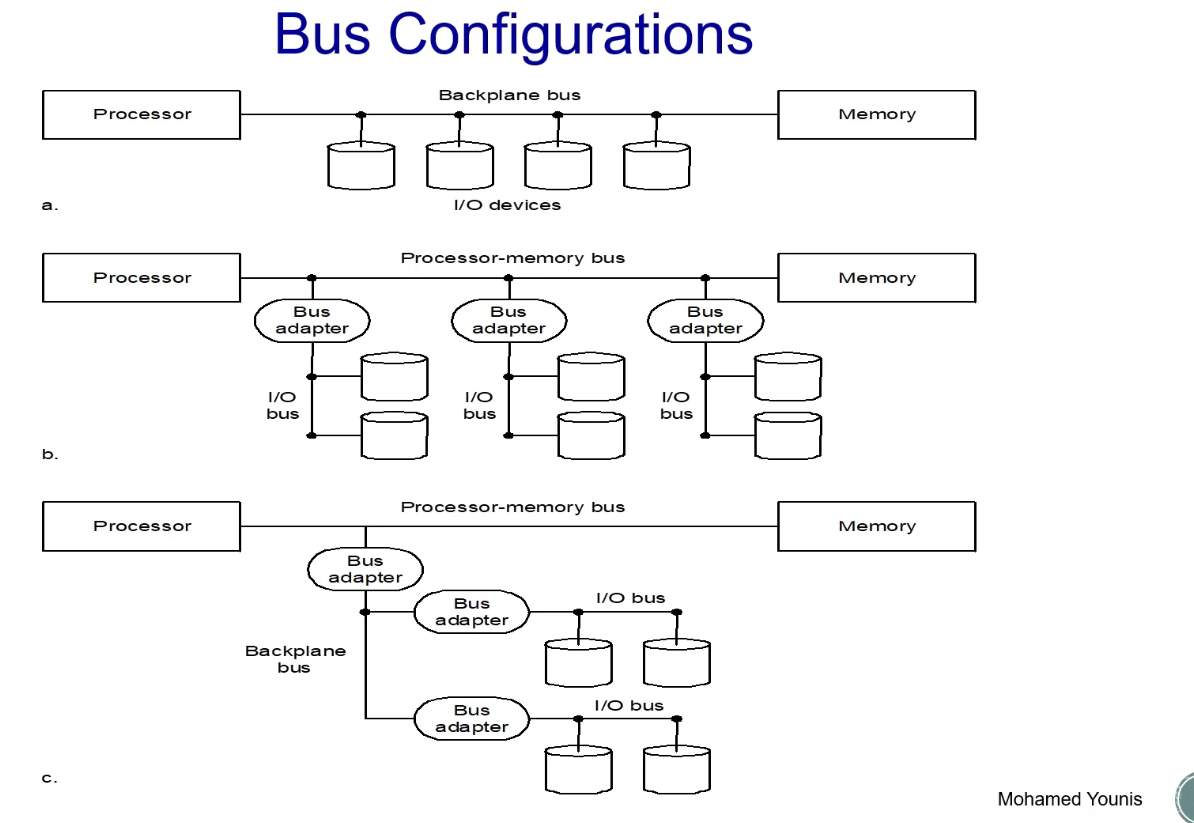 Bus Configurations
Backplane bus
Processor
Memory
I/O devices
a.
Processor-memory bus
Processor
Memory
Bus
adapter
Bus
adapter
Bus
adapter
I/O
bus
I/O
bus
I/O
bus
b.
Processor-memory bus
Processor
Memory
Bus
adapter
I/O bus
Bus
adapter
Backplane
bus
I/O bus
Bus
adapter
c.
Mohamed Younis